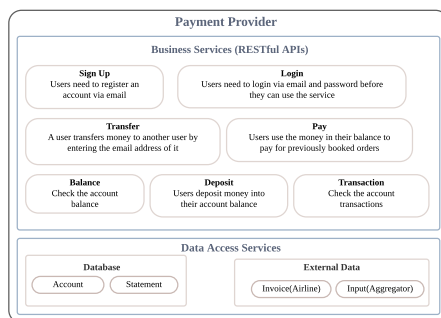 Payment Provider
Business Services (RESTful APIs)
Sign Up
Users need to register an
account via email
Login
Users need to login via email and password before
they can use the service
Transfer
A user transfers money to another user by
entering the email address of it
Pay
Users use the money in their balance to
pay for previously booked orders
Balance
Check the account
balance
Deposit
Users deposit money into
their account balance
Transaction
Check the account
transactions
Data Access Services
Database
Account
Statement
External Data
Invoice(Airline)
Input(Aggregator)